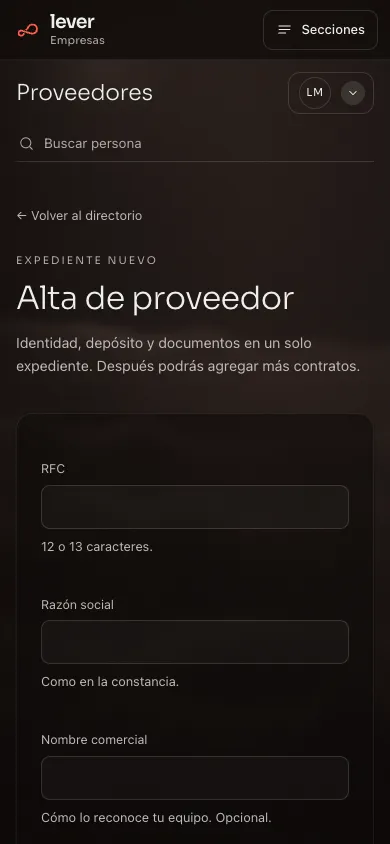 lever
Empresas
Secciones
Proveedores
LM
Buscar persona
← Volver al directorio
EXPEDIENTE NUEVO
Alta de proveedor
Identidad, depósito y documentos en un solo
expediente. Después podrás agregar más contratos.
RFC
12 o 13 caracteres.
Razón social
Como en la constancia.
Nombre comercial
Cómo lo reconoce tu equipo. Opcional.